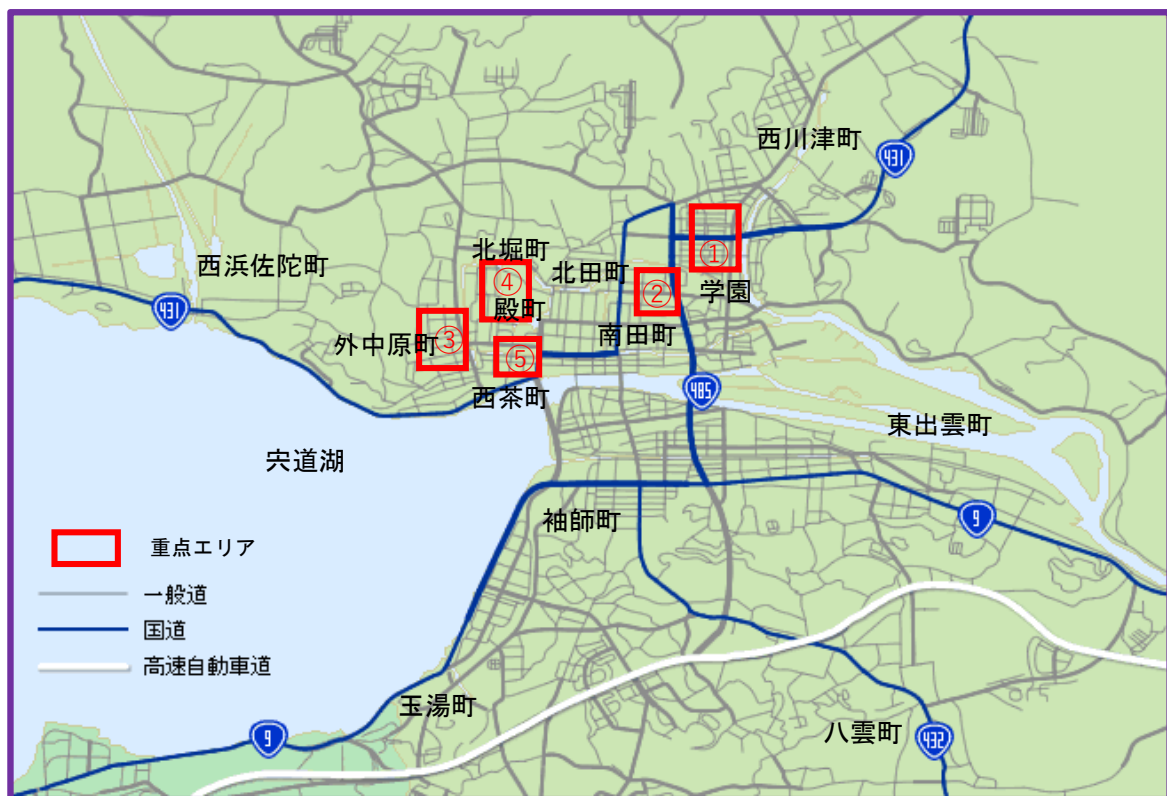 西川津町
431
①
北堀町
④
北田町
西浜佐陀町
②
学園
殿町
431
外中原町
③
南田町
⑤
西茶町
485
東出雲町
宍道湖
袖師町
9
重点エリア
一般道
国道
高速自動車道
玉湯町
9
八雲町
432